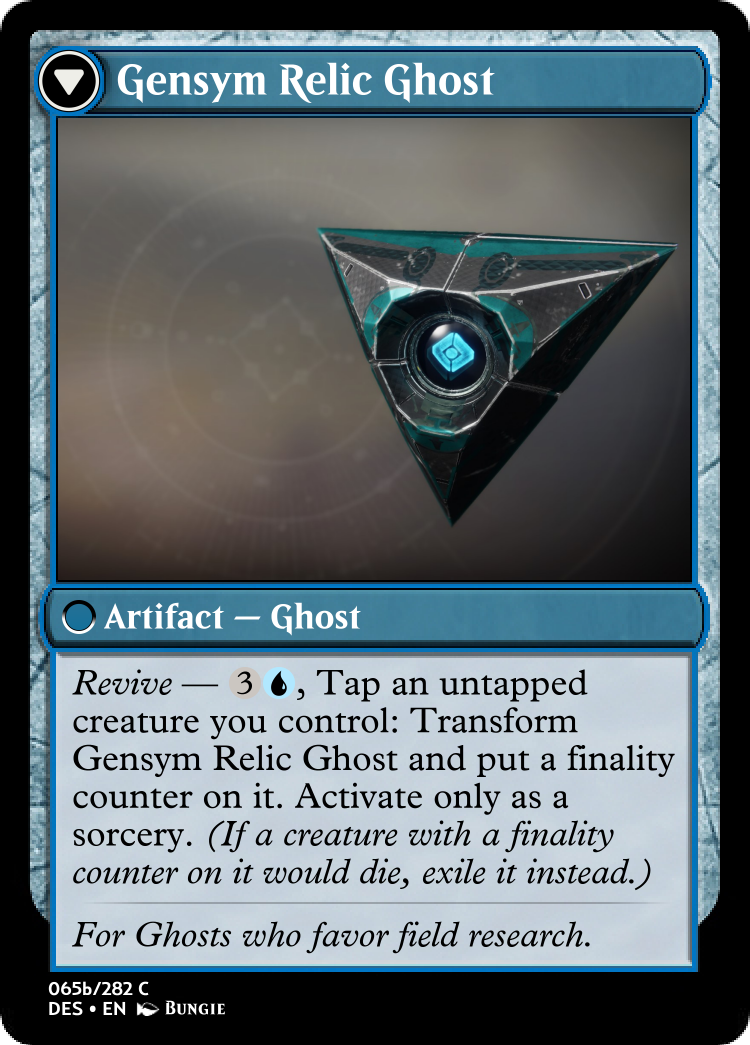 Gensym Relic Ghost
Artifact — Ghost
Revive — 3, Tap an untapped
creature you control: Transform
Gensym Relic Ghost and put a finality
counter on it. Activate only as a
sorcery. (If a creature with a finality
counter on it would die, exile it instead.)
For Ghosts who favor field research.
065b/282 C
DES • EN Bungie